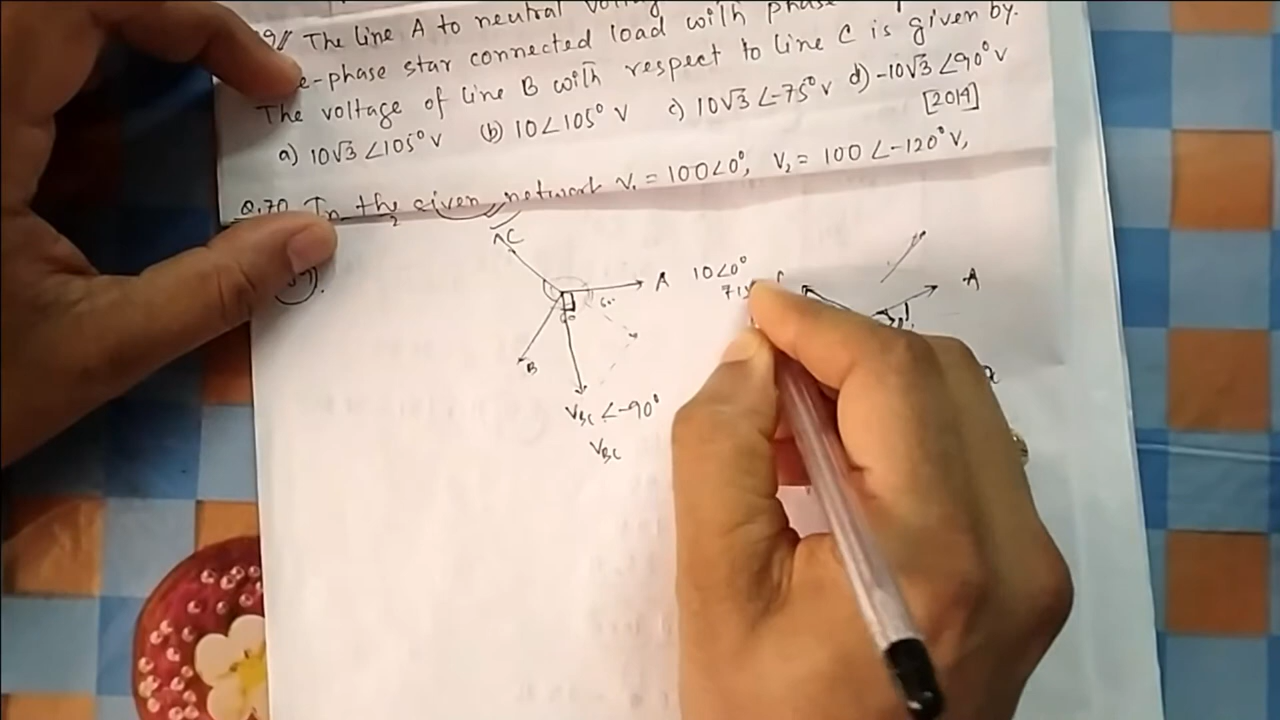 The line A to neutral
e-phase star connected load with phase
The voltage of line B with respect to line C is given by.
a) 10√3 ∠105° V (b) 10∠105° V c) 10√3 ∠-75° V d) -10√3 ∠90° V
[2014]
Q.70 In the given network V₁ = 100∠0°, V₂ = 100 ∠-120° V,
C
A
10∠0°
A
60°
B
V_BC ∠-90°
V_BC